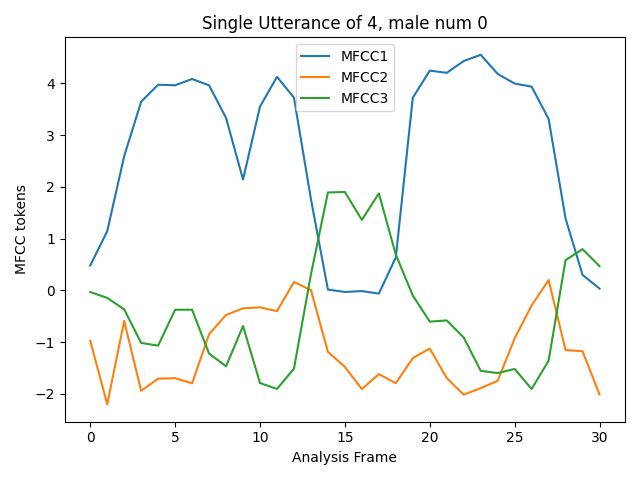 Single Utterance of 4, male num 0
MFCC1
MFCC2
MFCC3
MFCC tokens
4
3
2
1
0
−1
−2
0 5 10 15 20 25 30
Analysis Frame